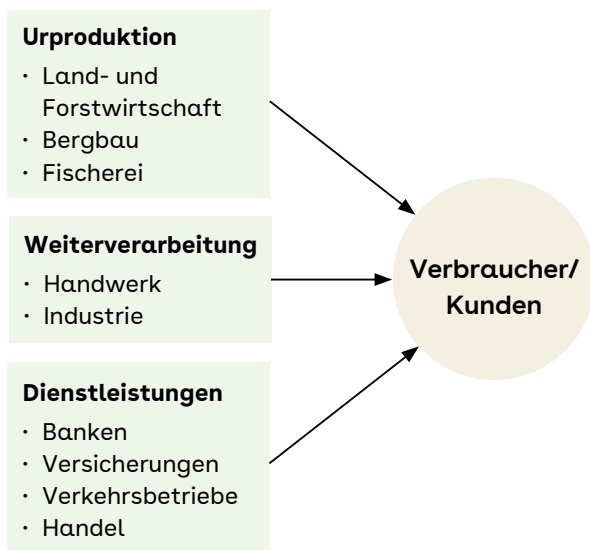 Urproduktion
· Land- und
Forstwirtschaft
· Bergbau
· Fischerei
Weiterverarbeitung
· Handwerk
· Industrie
Dienstleistungen
· Banken
· Versicherungen
· Verkehrsbetriebe
· Handel
Verbraucher/
Kunden